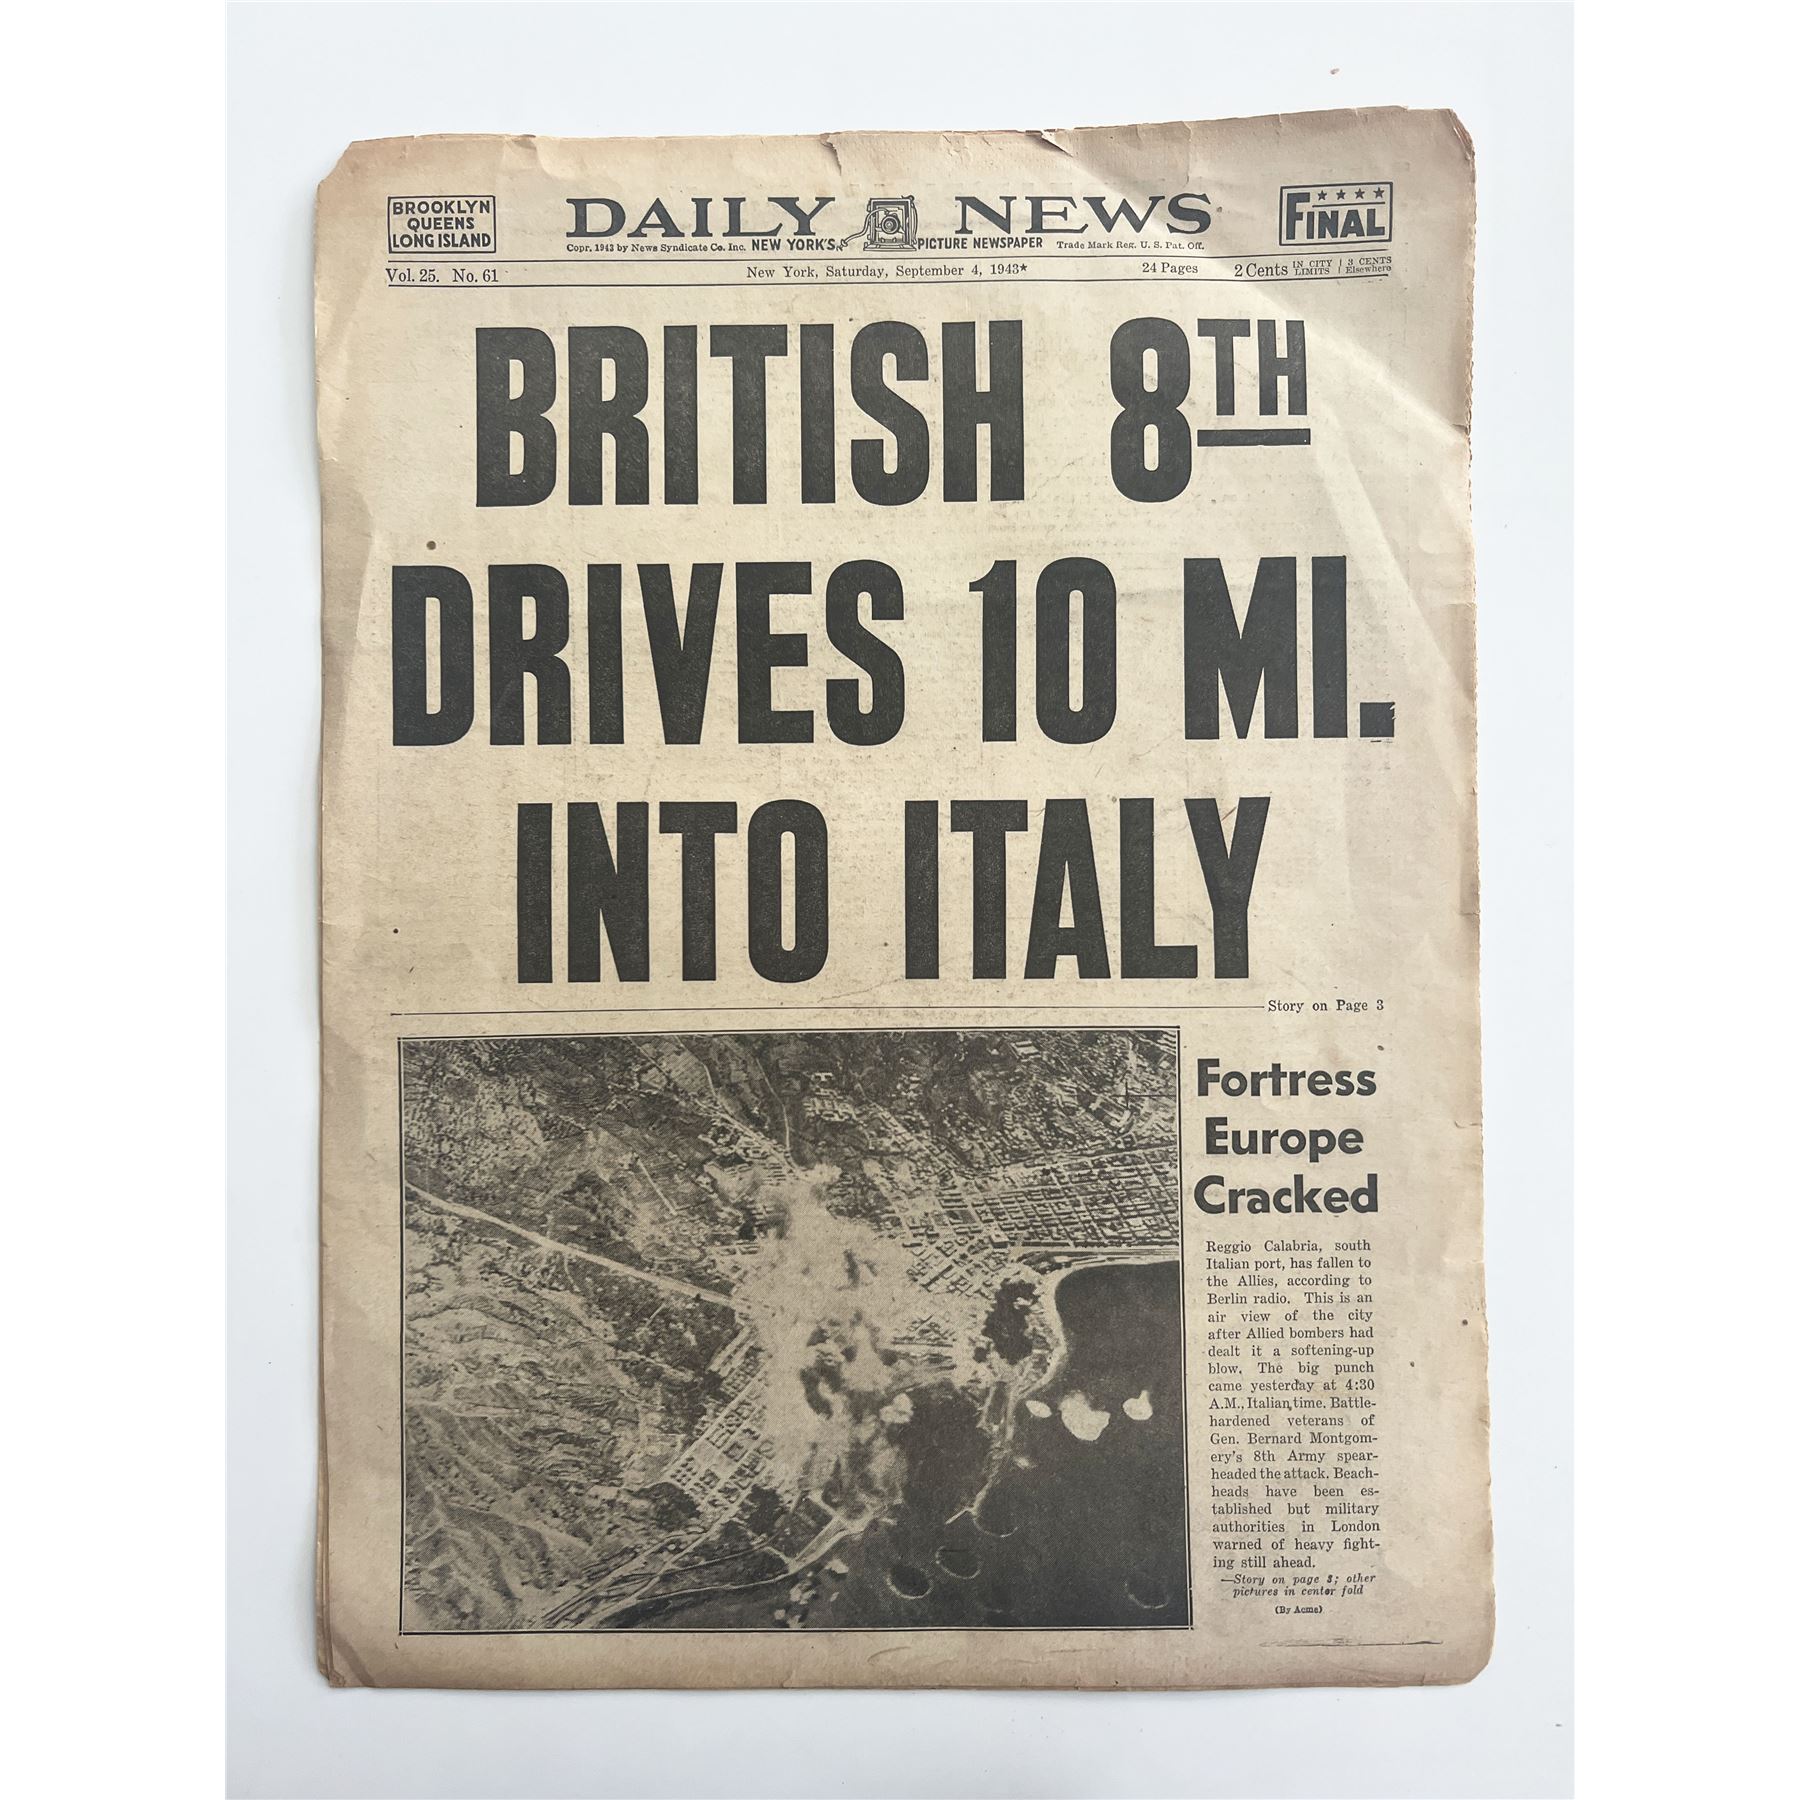 BROOKLYN
QUEENS
LONG ISLAND
DAILY NEWS
Copr. 1943 by News Syndicate Co. Inc. NEW YORK'S PICTURE NEWSPAPER Trade Mark Reg. U. S. Pat. Off.
★★★★
FINAL
Vol. 25. No. 61 New York, Saturday, September 4, 1943★ 24 Pages 2 Cents IN CITY LIMITS | 3 CENTS Elsewhere
BRITISH 8TH
DRIVES 10 MI.
INTO ITALY
Story on Page 3
Fortress
Europe
Cracked
Reggio Calabria, south
Italian port, has fallen to
the Allies, according to
Berlin radio. This is an
air view of the city
after Allied bombers had
dealt it a softening-up
blow. The big punch
came yesterday at 4:30
A.M., Italian time. Battle-
hardened veterans of
Gen. Bernard Montgom-
ery's 8th Army spear-
headed the attack. Beach-
heads have been es-
tablished but military
authorities in London
warned of heavy fight-
ing still ahead.
—Story on page 3; other
pictures in center fold
(By Acme)